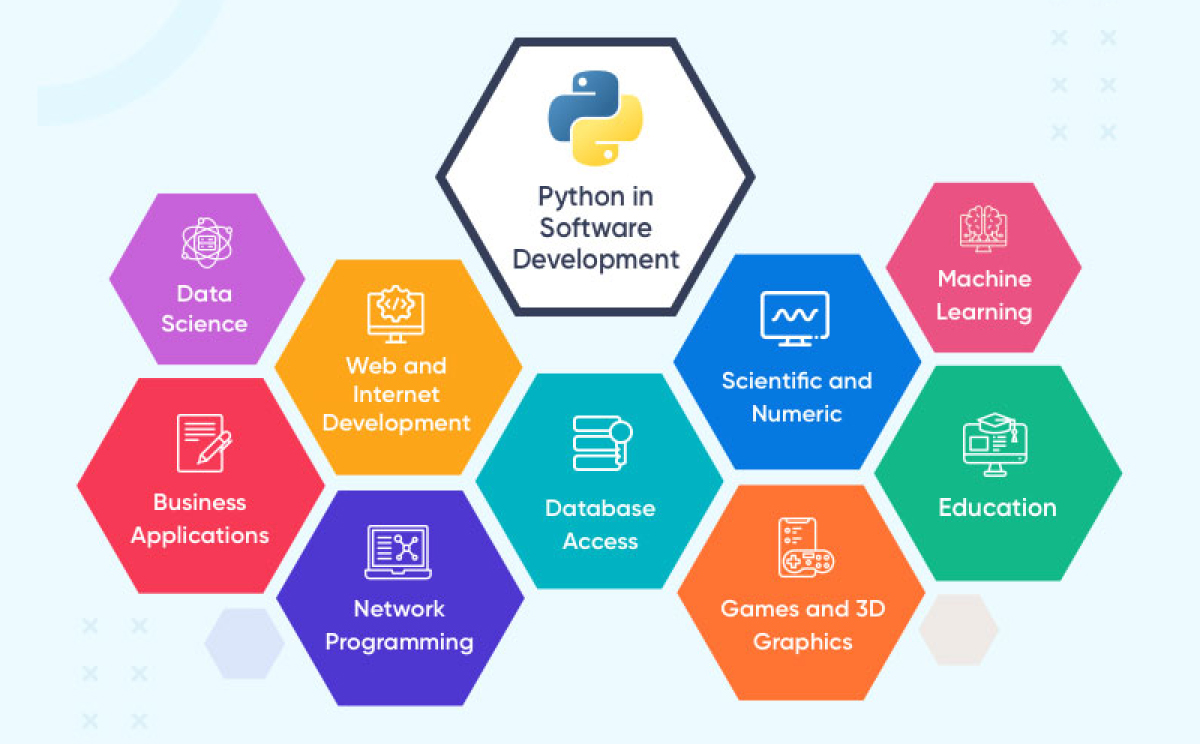 Python in
Software
Development
Data
Science
Web and
Internet
Development
Scientific and
Numeric
Machine
Learning
Business
Applications
Network
Programming
Database
Access
Games and 3D
Graphics
Education